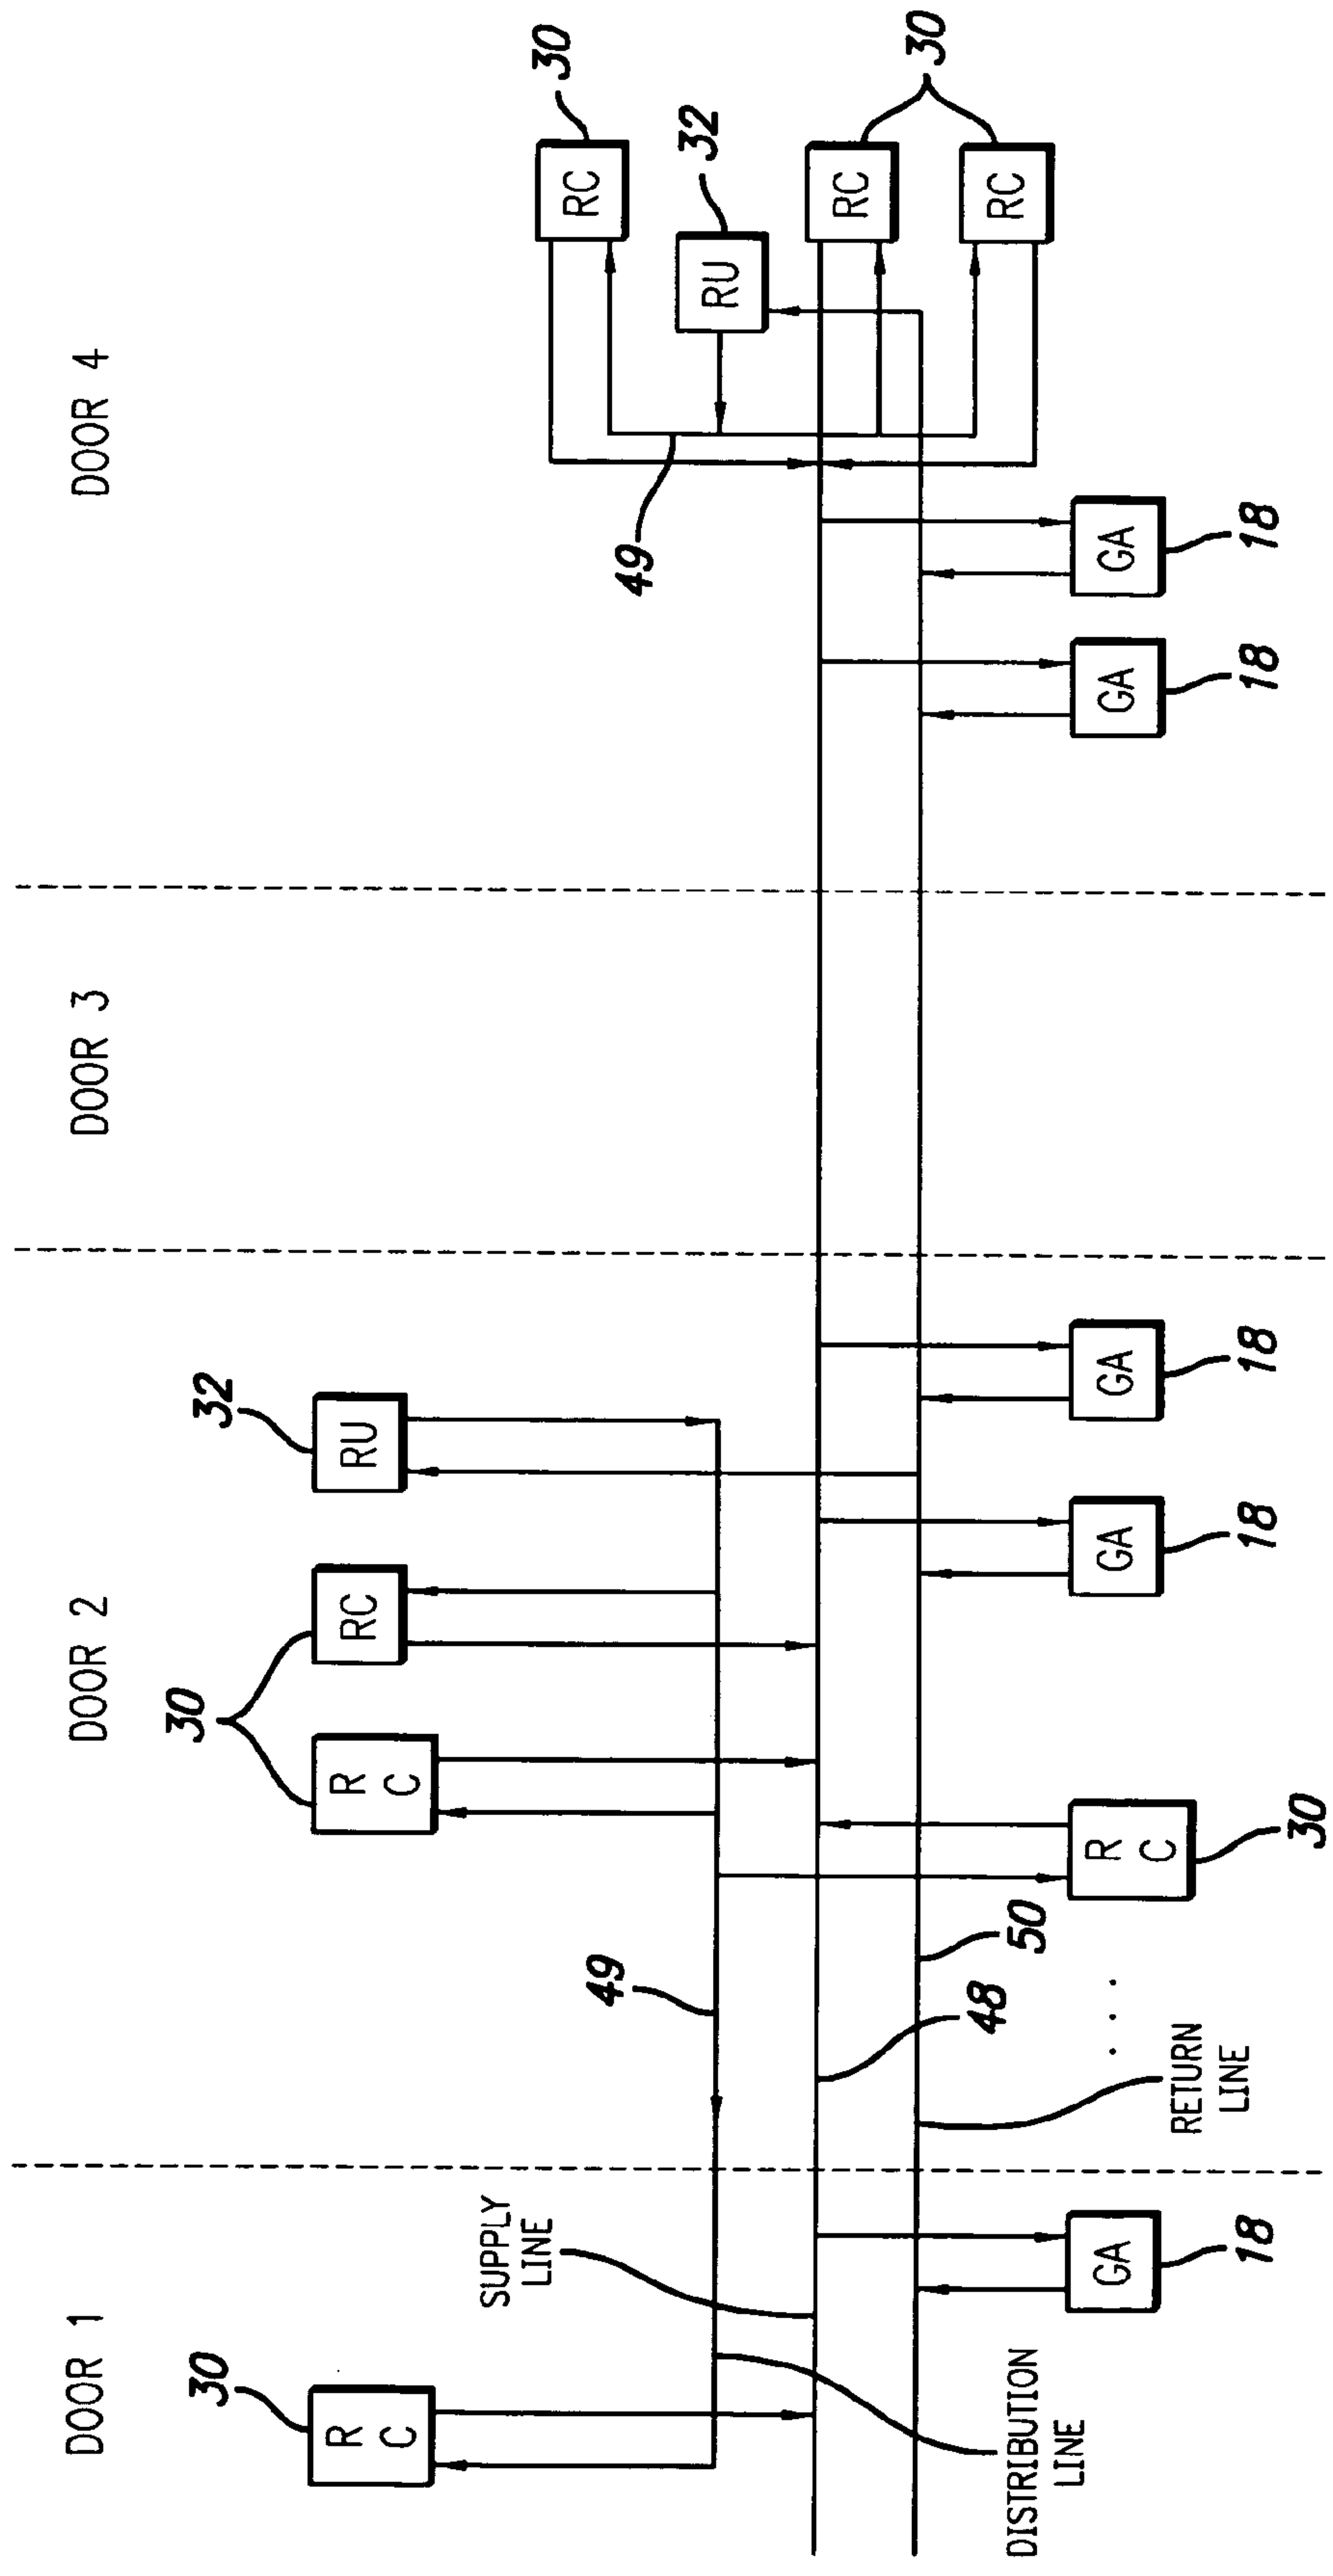 DOOR 1
DOOR 2
DOOR 3
DOOR 4
30
R
C
SUPPLY
LINE
DISTRIBUTION
LINE
GA
18
49
30
R
C
RC
32
RU
48
50
RETURN
LINE
. . .
R
C
30
GA
18
GA
18
49
30
RC
32
RU
RC
RC
30
GA
18
GA
18